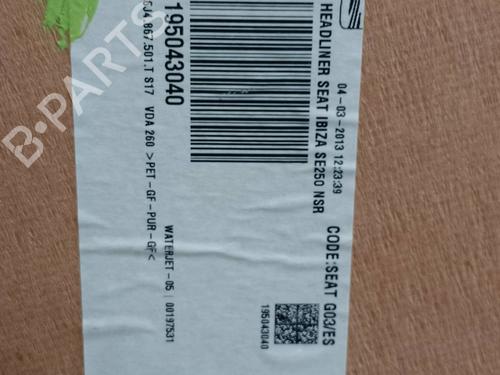 04-03-2013 12:23:39
HEADLINER SEAT IBIZA SE250 NSR
CODE:SEAT G03/ES
195043040
195043040
6J4.867.501.T S17 VDA 260 >PET-GF-PUR-GF<
WATERJET-05 | 00197531
B-PARTS